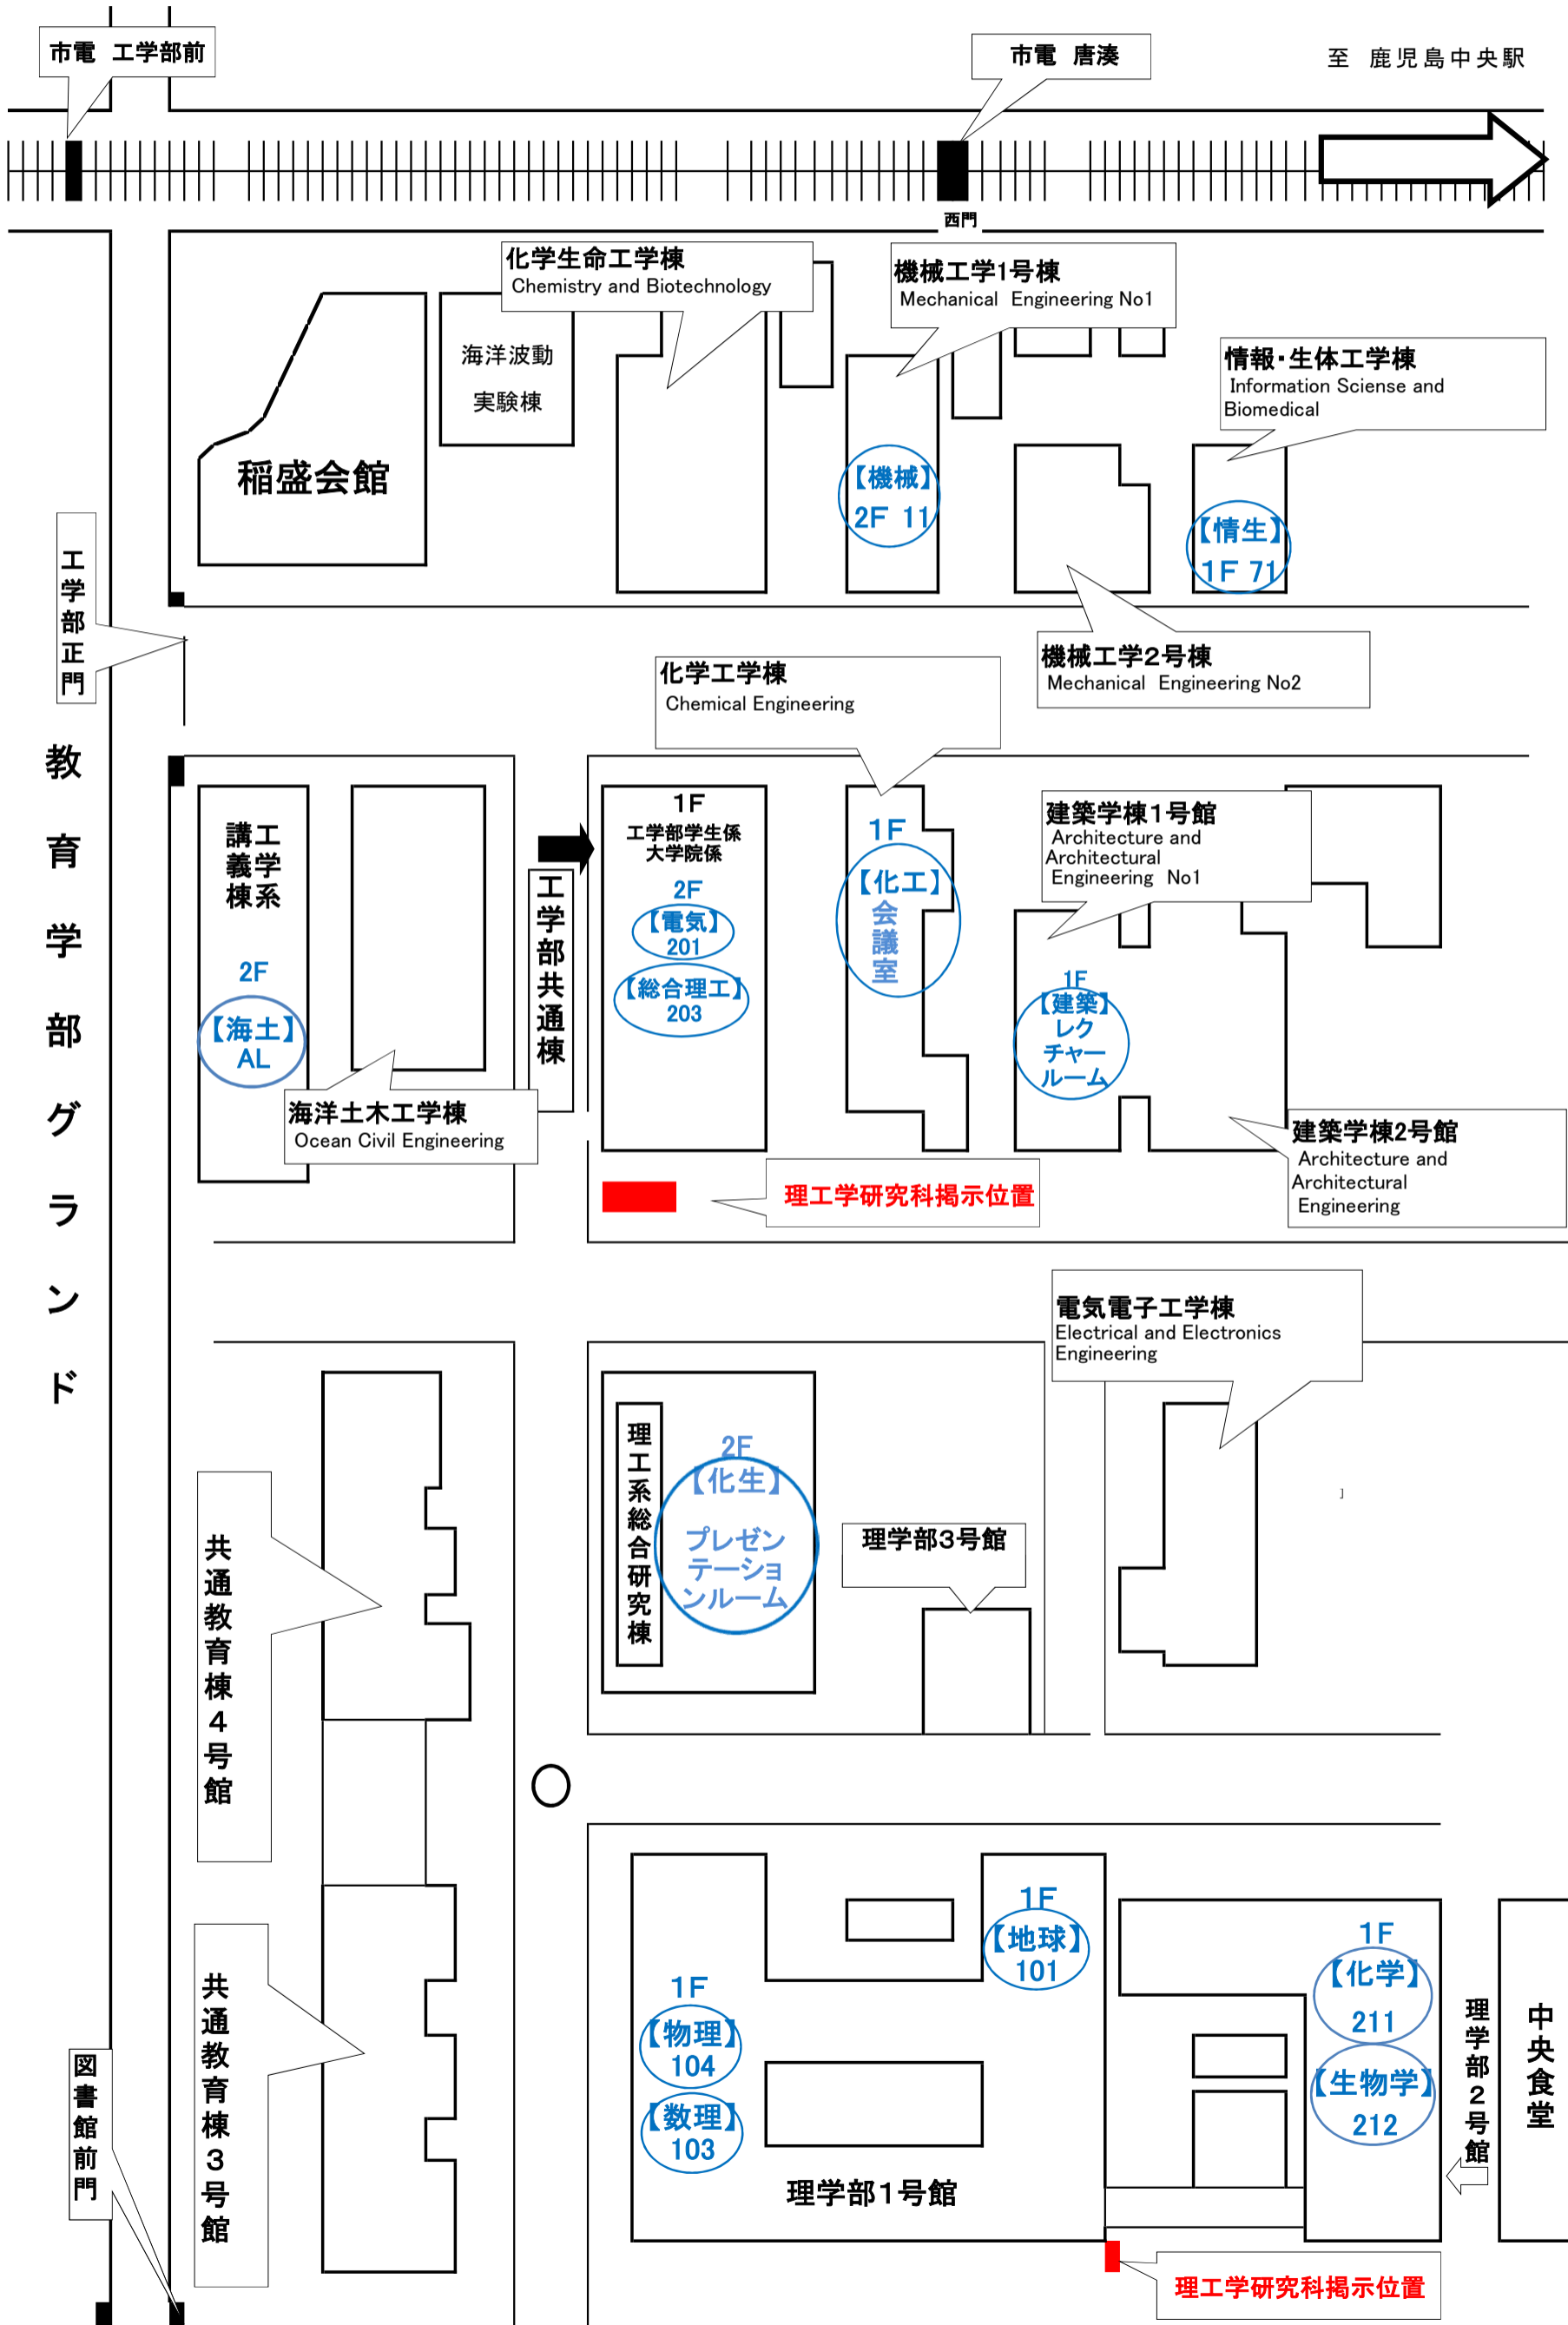 市電 工学部前
市電 唐湊
至 鹿児島中央駅
西門
化学生命工学棟
Chemistry and Biotechnology
機械工学1号棟
Mechanical Engineering No1
情報・生体工学棟
Information Sciense and
Biomedical
海洋波動
実験棟
稲盛会館
【機械】
2F 11
【情生】
1F 71
工学部正門
機械工学2号棟
Mechanical Engineering No2
化学工学棟
Chemical Engineering
教育学部グランド
工学系
講義棟
2F
【海土】
AL
海洋土木工学棟
Ocean Civil Engineering
工学部共通棟
1F
工学部学生係
大学院係
2F
【電気】
201
【総合理工】
203
1F
【化工】
会議室
建築学棟1号館
Architecture and
Architectural
Engineering No1
1F
【建築】
レク
チャー
ルーム
建築学棟2号館
Architecture and
Architectural
Engineering
理工学研究科掲示位置
電気電子工学棟
Electrical and Electronics
Engineering
]
理工系総合研究棟
2F
【化生】
プレゼン
テーショ
ンルーム
理学部3号館
共通教育棟4号館
共通教育棟3号館
図書館前門
1F
【地球】
101
1F
【物理】
104
【数理】
103
理学部1号館
1F
【化学】
211
【生物学】
212
理学部2号館
中央食堂
理工学研究科掲示位置